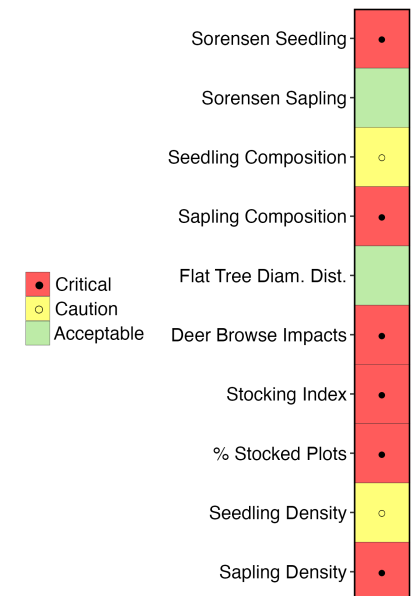 Sorensen Seedling
Sorensen Sapling
Seedling Composition
Sapling Composition
Flat Tree Diam. Dist.
Deer Browse Impacts
Stocking Index
% Stocked Plots
Seedling Density
Sapling Density
Critical
Caution
Acceptable